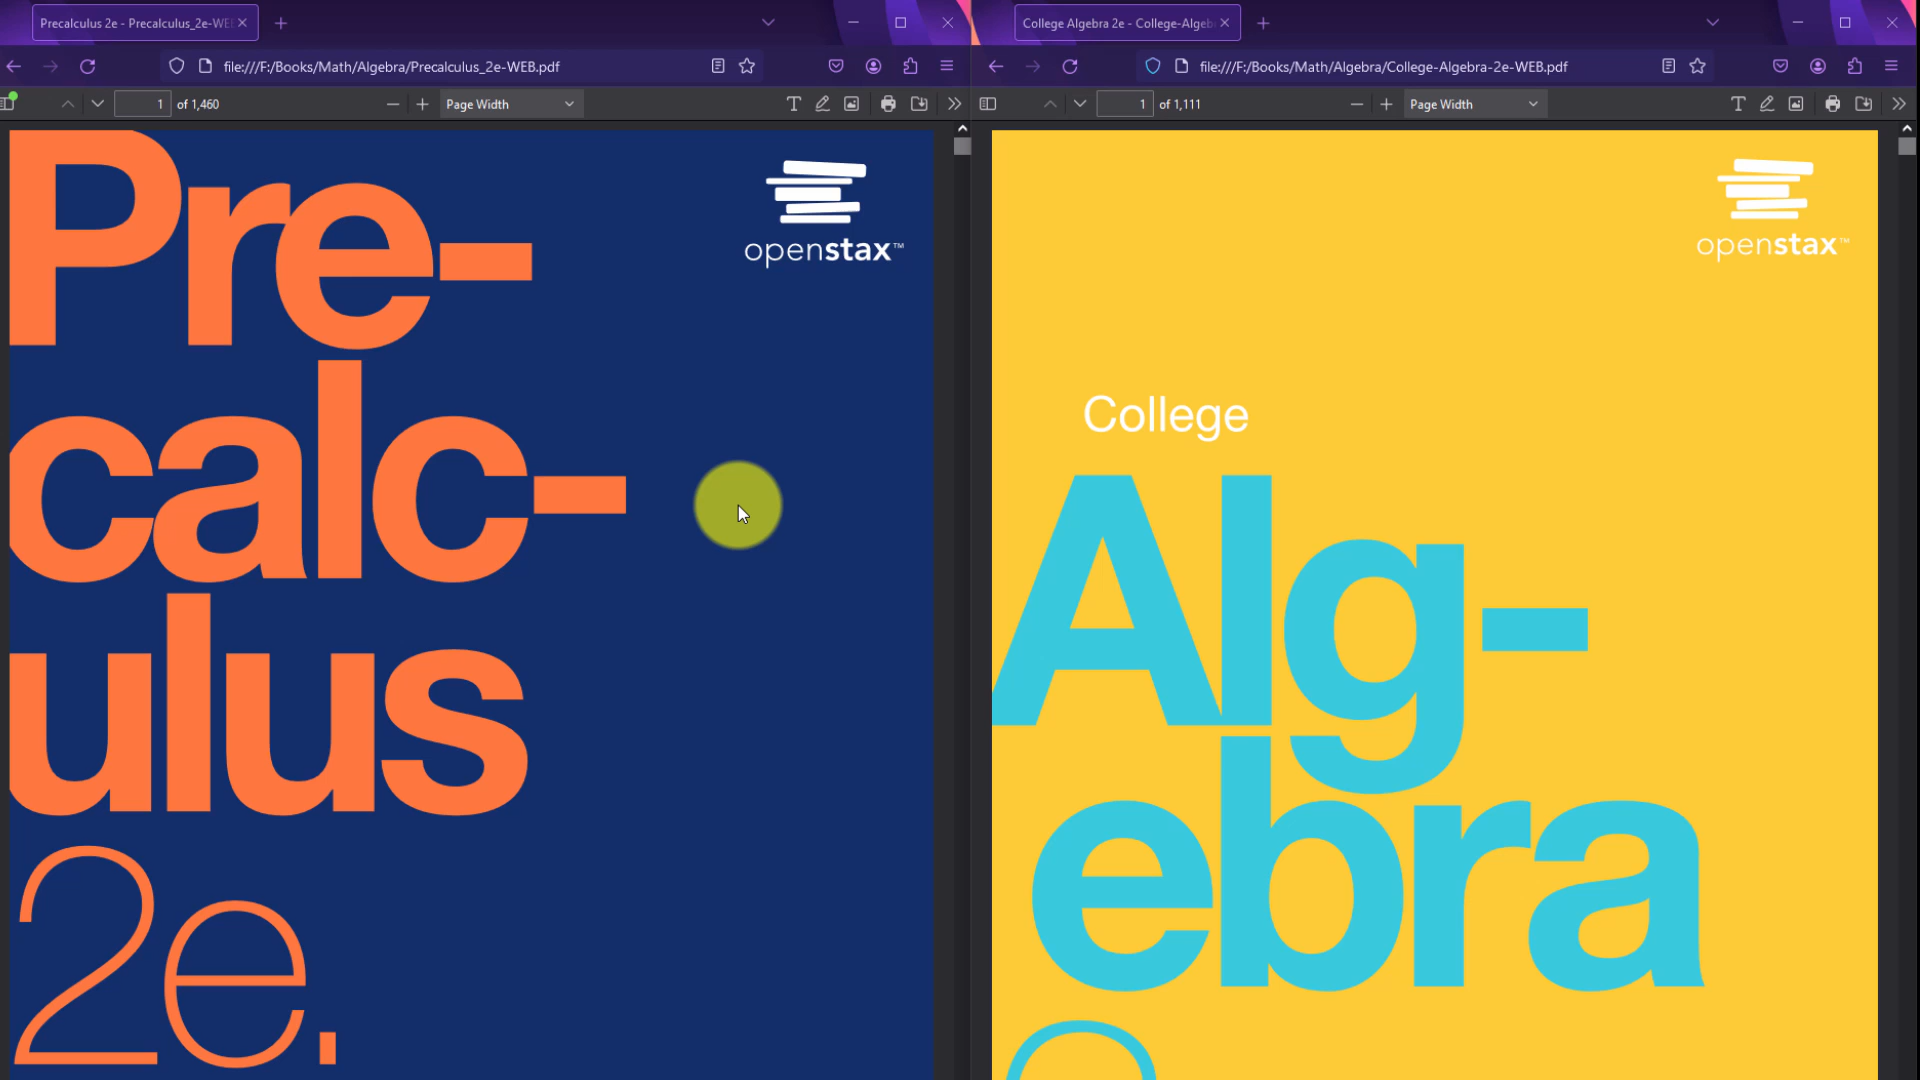 Precalculus 2e - Precalculus_2e-WE
file:///F:/Books/Math/Algebra/Precalculus_2e-WEB.pdf
1 of 1,460
Page Width
Pre-
calc-
ulus
2e.
openstax™
College Algebra 2e - College-Algeb
file:///F:/Books/Math/Algebra/College-Algebra-2e-WEB.pdf
1 of 1,111
Page Width
openstax™
College
Alg-
ebra